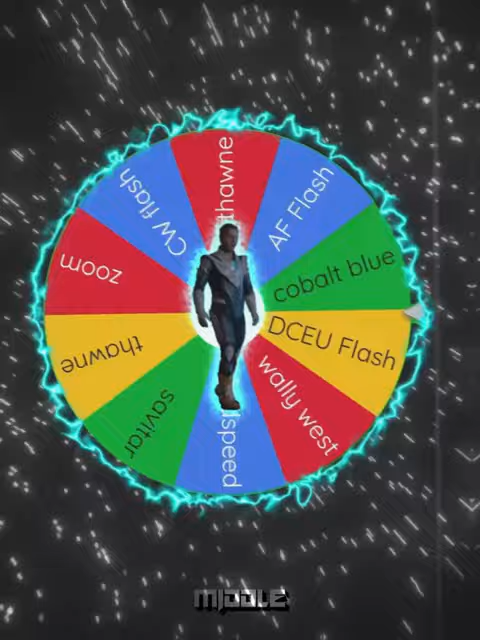 thawne
AF Flash
cobalt blue
DCEU Flash
wally west
speed
savitar
thawne
zoom
CW flash
MIDDLE